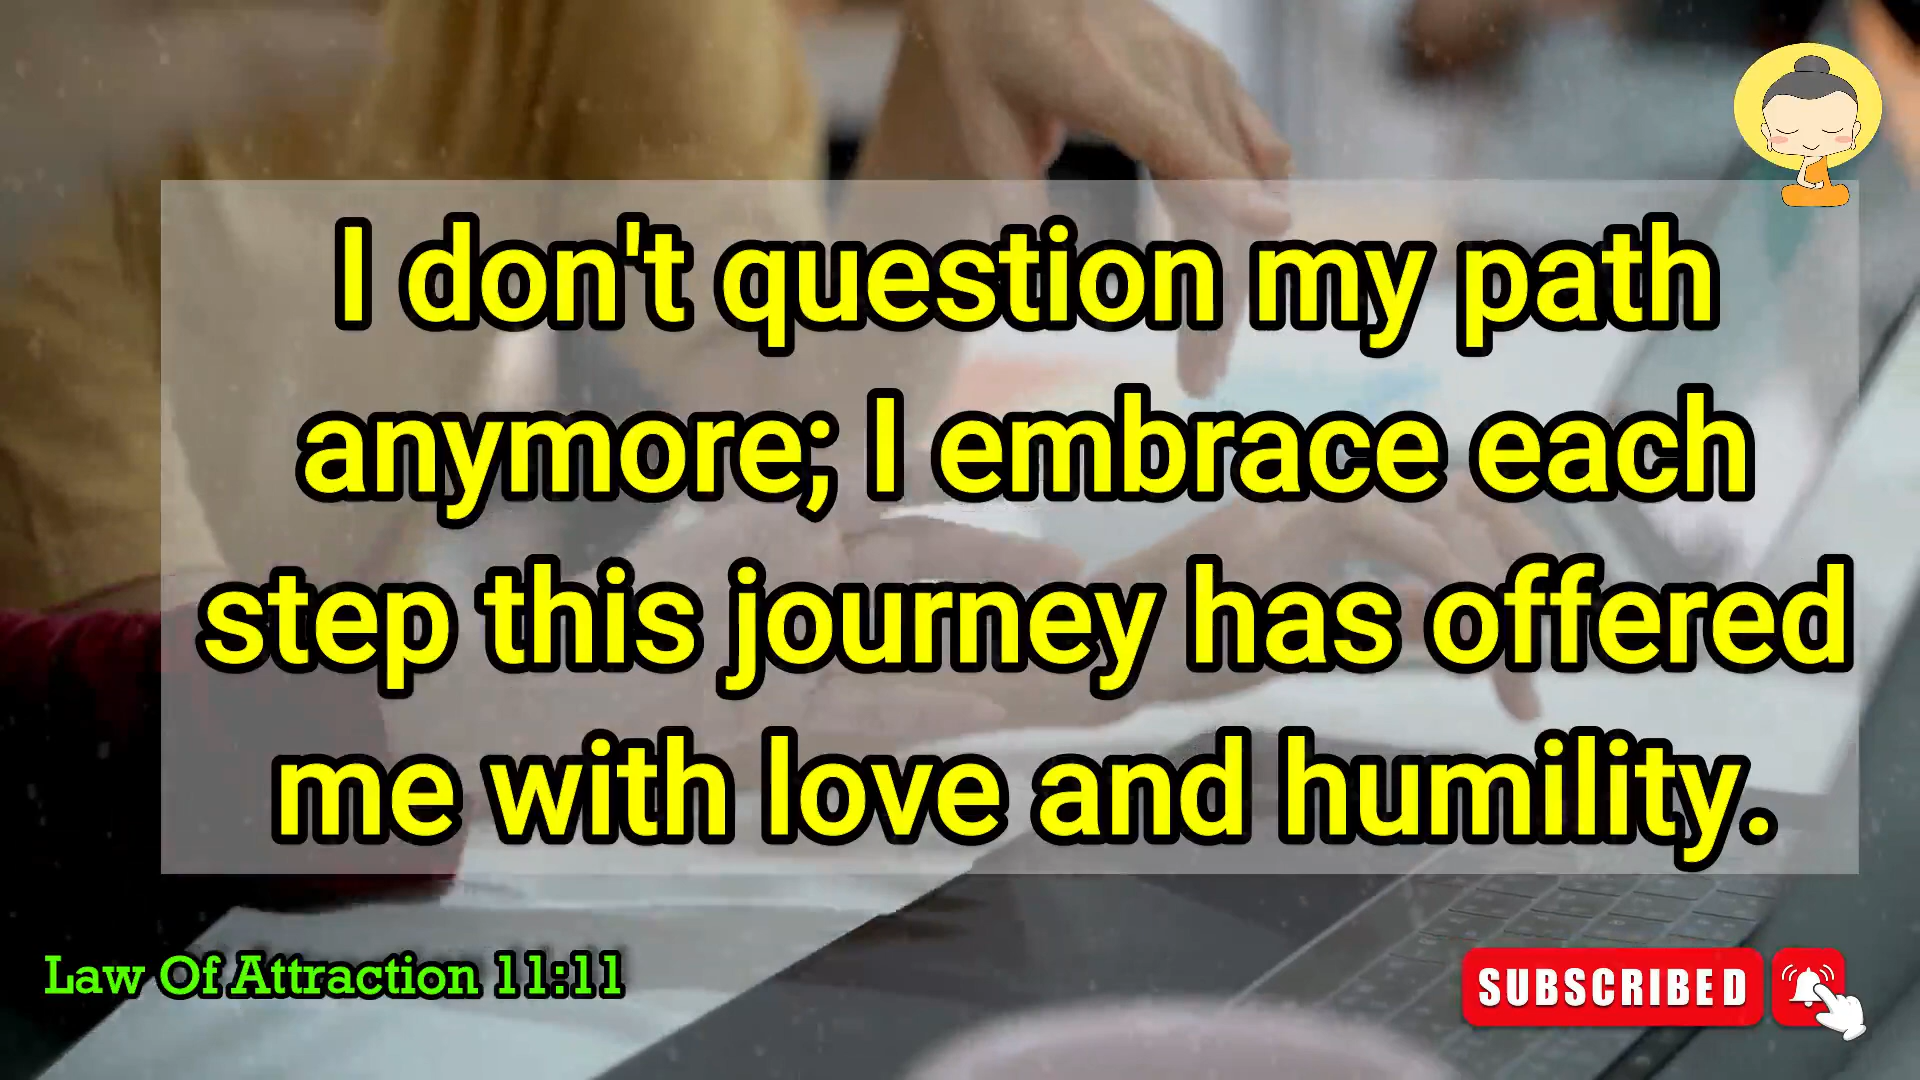 I don't question my path
anymore; I embrace each
step this journey has offered
me with love and humility.
Law Of Attraction 11:11
SUBSCRIBED